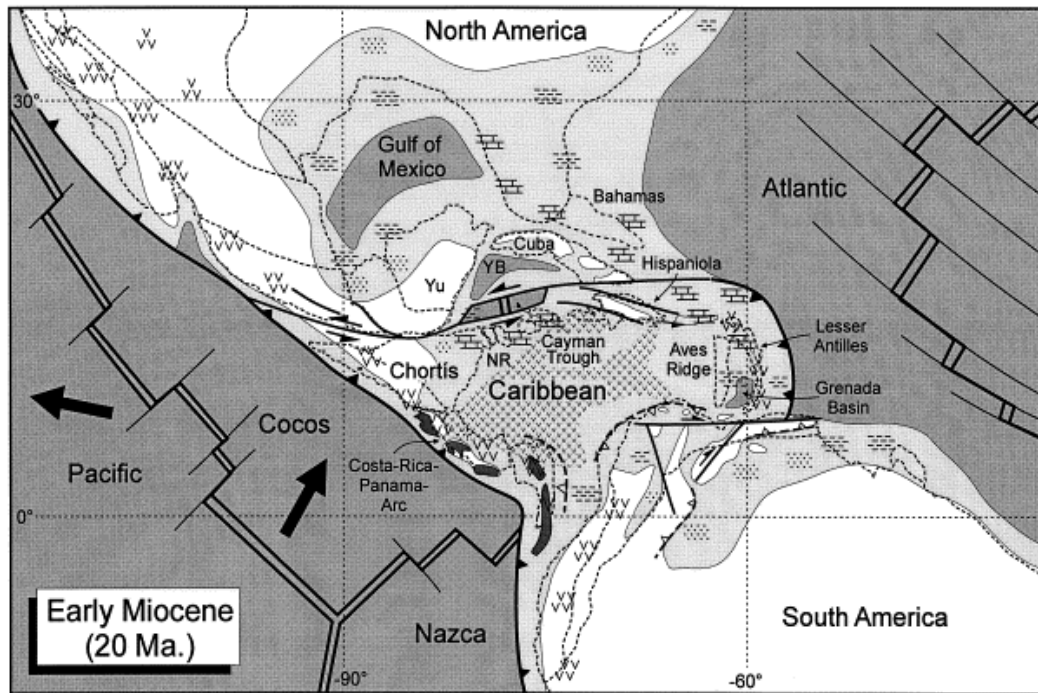 North America
30°
Gulf of
Mexico
Bahamas
Atlantic
Cuba
YB
Hispaniola
Yu
Lesser
Antilles
NR
Cayman
Trough
Aves
Ridge
Chortís
Caribbean
Grenada
Basin
Cocos
Pacific
Costa-Rica-
Panama-
Arc
0°
Early Miocene
(20 Ma.)
Nazca
South America
-90°
-60°